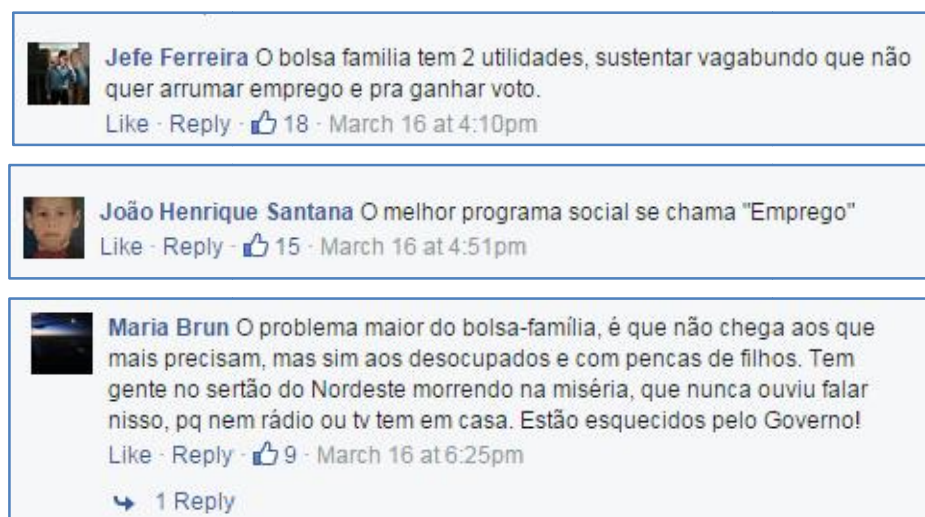 Jefe Ferreira O bolsa familia tem 2 utilidades, sustentar vagabundo que não
quer arrumar emprego e pra ganhar voto.
Like · Reply · 18 · March 16 at 4:10pm
João Henrique Santana O melhor programa social se chama "Emprego"
Like · Reply · 15 · March 16 at 4:51pm
Maria Brun O problema maior do bolsa-família, é que não chega aos que
mais precisam, mas sim aos desocupados e com pencas de filhos. Tem
gente no sertão do Nordeste morrendo na miséria, que nunca ouviu falar
nisso, pq nem rádio ou tv tem em casa. Estão esquecidos pelo Governo!
Like · Reply · 9 · March 16 at 6:25pm
1 Reply